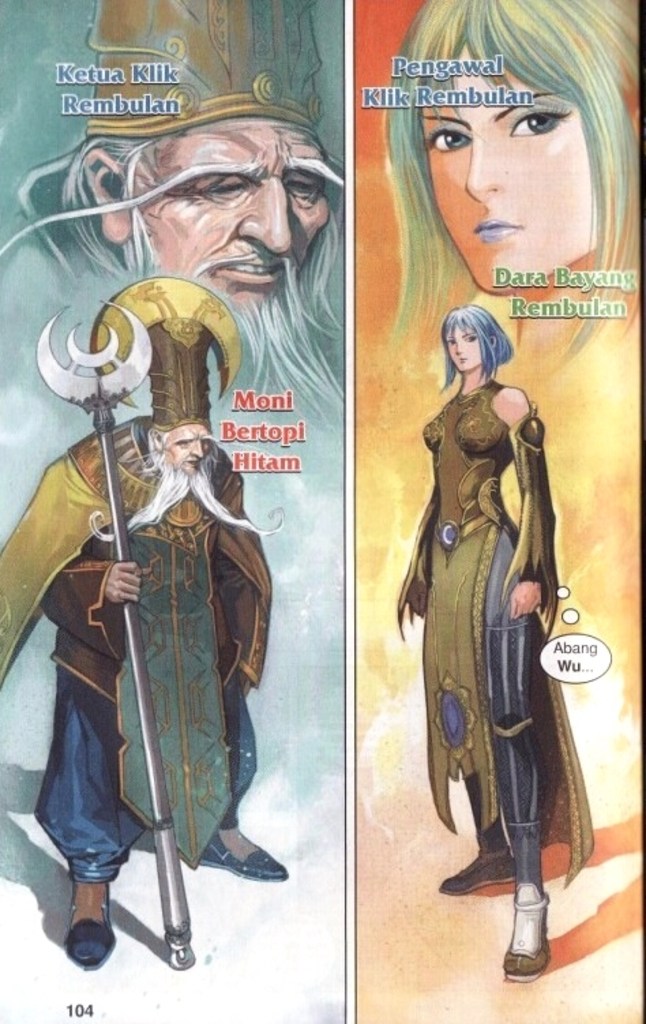 Ketua Klik
Rembulan
Moni
Bertopi
Hitam
104
Pengawal
Klik Rembulan
Dara Bayang
Rembulan
Abang
Wu...